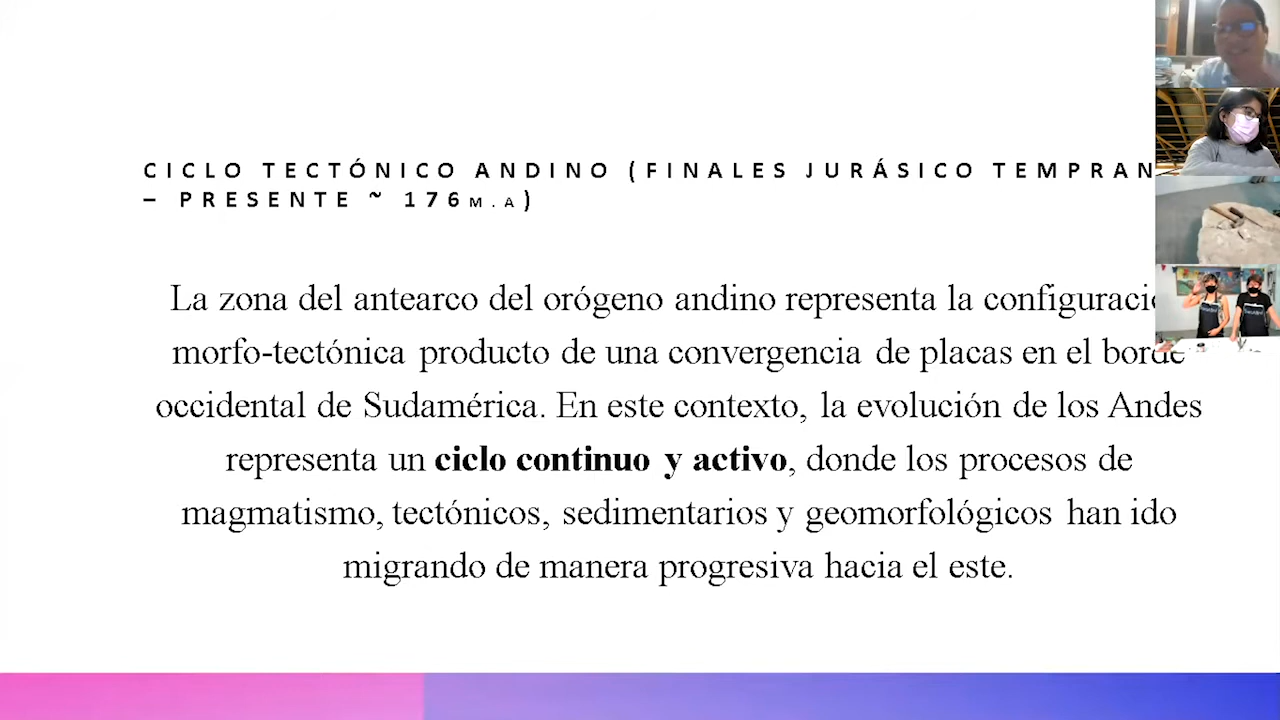 CICLO TECTÓNICO ANDINO (FINALES JURÁSICO TEMPRAN
– PRESENTE ~ 176M.A)
La zona del antearco del orógeno andino representa la configuració
morfo-tectónica producto de una convergencia de placas en el borde
occidental de Sudamérica. En este contexto, la evolución de los Andes
representa un ciclo continuo y activo, donde los procesos de
magmatismo, tectónicos, sedimentarios y geomorfológicos han ido
migrando de manera progresiva hacia el este.